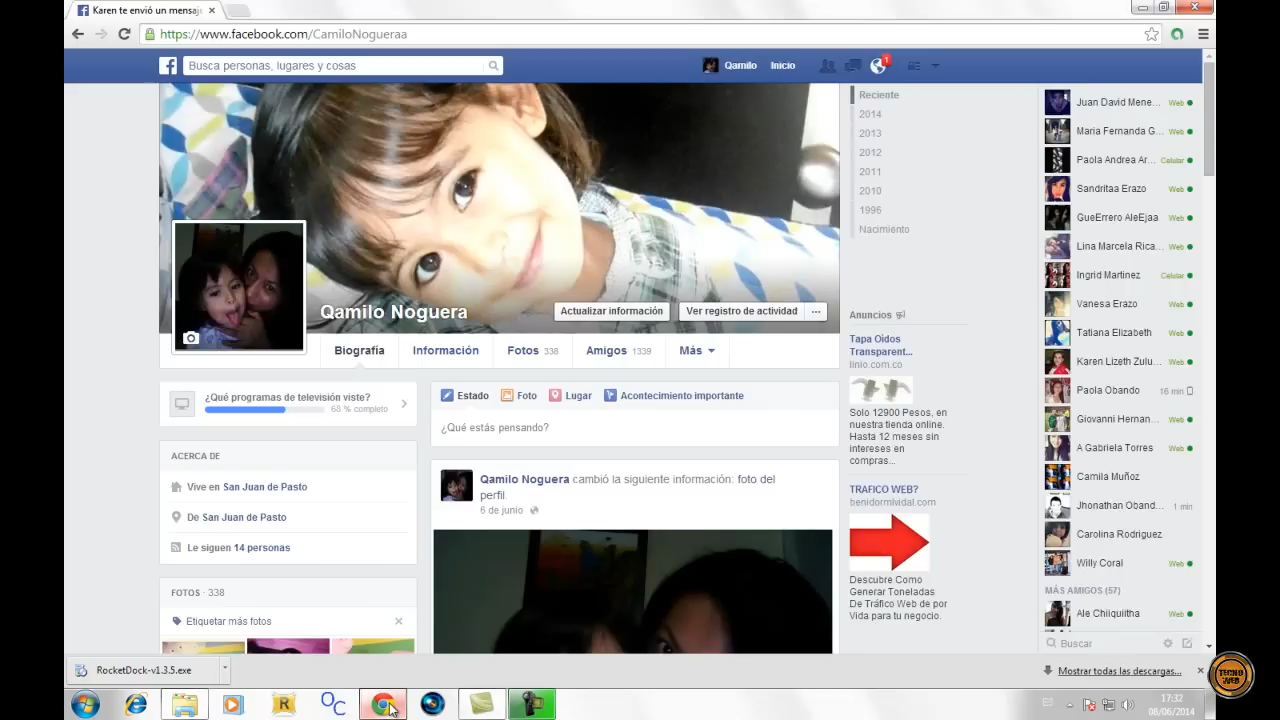 Karen te envió un mensaj
https://www.facebook.com/CamiloNogueraa
Busca personas, lugares y cosas
Qamilo Inicio
1
Reciente
2014
2013
2012
2011
2010
1996
Nacimiento
Qamilo Noguera
Actualizar información
Ver registro de actividad ...
Biografía
Información
Fotos 338
Amigos 1339
Más
¿Qué programas de televisión viste?
68 % completo
ACERCA DE
Vive en San Juan de Pasto
De San Juan de Pasto
Le siguen 14 personas
FOTOS · 338
Etiquetar más fotos
Estado Foto Lugar Acontecimiento importante
¿Qué estás pensando?
Qamilo Noguera cambió la siguiente información: foto del
perfil.
6 de junio
Anuncios
Tapa Oidos
Transparent...
linio.com.co
Solo 12900 Pesos, en
nuestra tienda online.
Hasta 12 meses sin
intereses en
compras...
TRAFICO WEB?
benidormlvidal.com
Descubre Como
Generar Toneladas
De Tráfico Web de por
Vida para tu negocio.
Juan David Mene... Web
Maria Fernanda G... Web
Paola Andrea Ar... Celular
Sandritaa Erazo Web
GueErrero AleEjaa Web
Lina Marcela Rica... Web
Ingrid Martinez Celular
Vanesa Erazo Web
Tatiana Elizabeth Web
Karen Lizeth Zulu... Web
Paola Obando 16 min
Giovanni Hernan... Web
A Gabriela Torres Web
Camila Muñoz
Jhonathan Oband... 1 min
Carolina Rodriguez
Willy Coral Web
MÁS AMIGOS (57)
Ale Chiiquiitha Web
Buscar
RocketDock-v1.3.5.exe
Mostrar todas las descargas...
TECNO
WEB
ES
17:32
08/06/2014